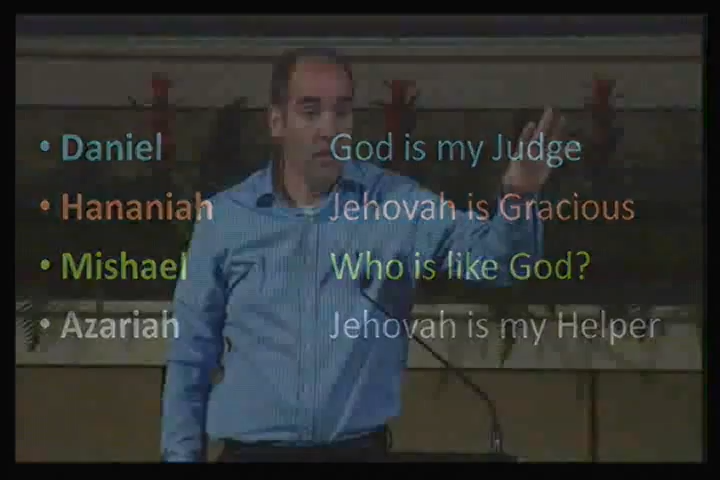 • Daniel God is my Judge
• Hananiah Jehovah is Gracious
• Mishael Who is like God?
• Azariah Jehovah is my Helper